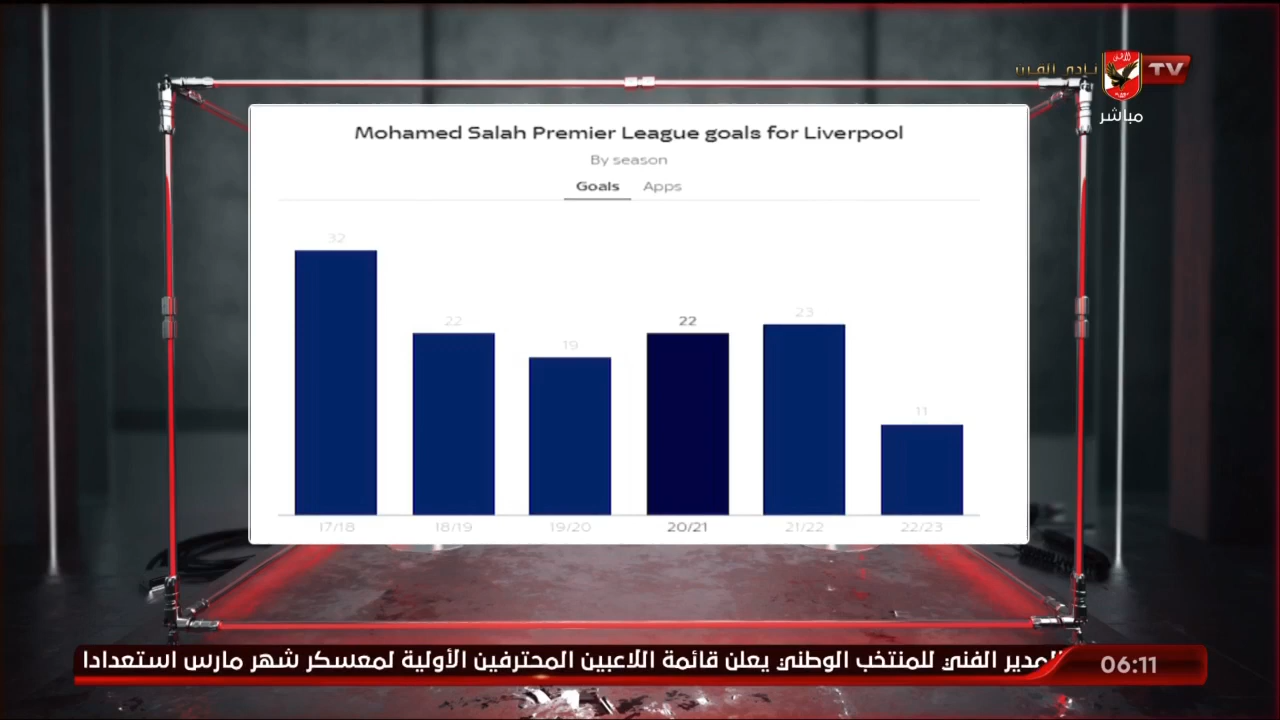 نادي القرن
TV
مباشر
Mohamed Salah Premier League goals for Liverpool
By season
Goals Apps
32
22
19
22
23
11
17/18 18/19 19/20 20/21 21/22 22/23
المدير الفني للمنتخب الوطني يعلن قائمة اللاعبين المحترفين الأولية لمعسكر شهر مارس استعدادا
06:11